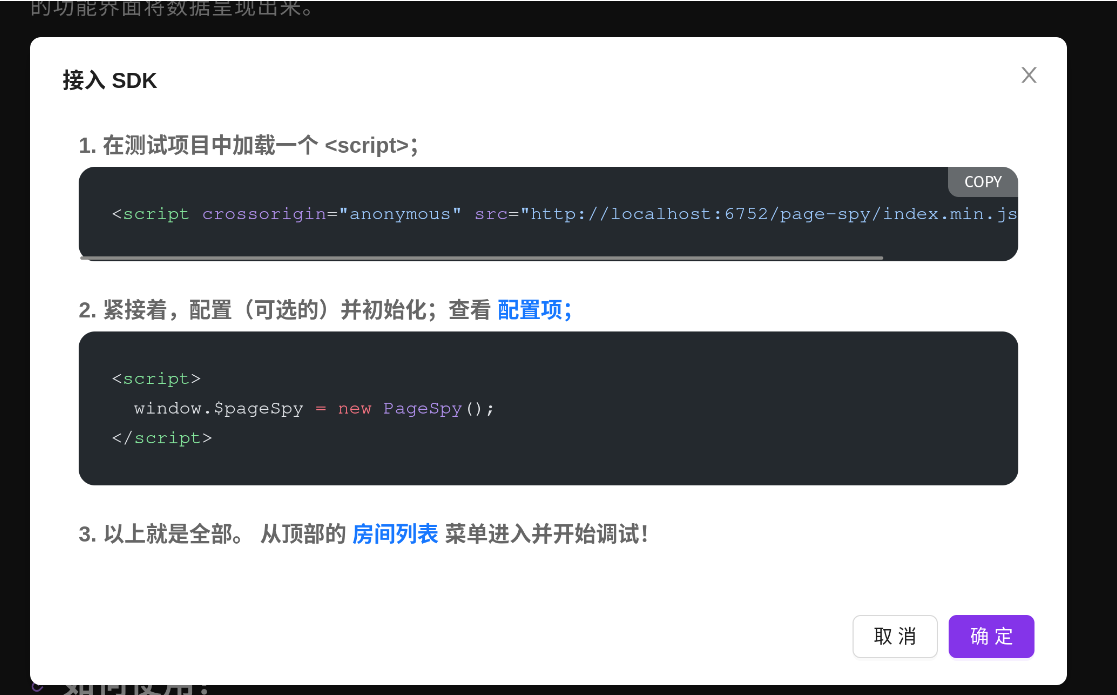 的功能界面将数据呈现出来。
接入 SDK
1. 在测试项目中加载一个 <script>；
COPY
<script crossorigin="anonymous" src="http://localhost:6752/page-spy/index.min.js
2. 紧接着，配置（可选的）并初始化；查看 配置项；
<script>
  window.$pageSpy = new PageSpy();
</script>
3. 以上就是全部。 从顶部的 房间列表 菜单进入并开始调试！
取 消
确 定
如何使用？